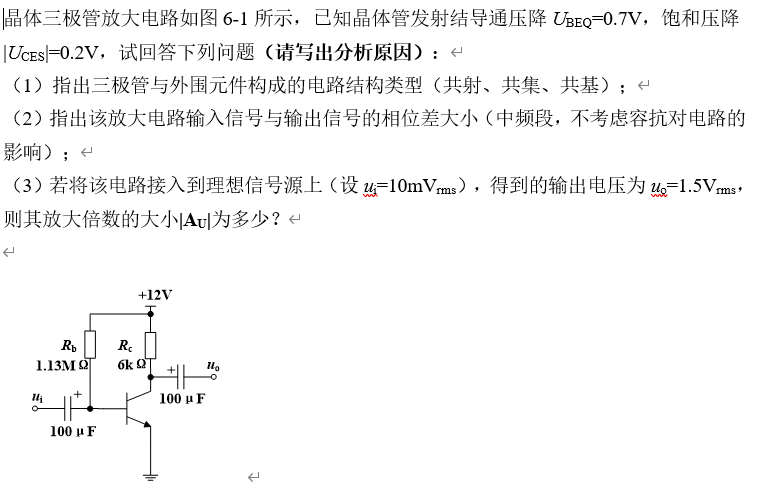 晶体三极管放大电路如图 6-1 所示，已知晶体管发射结导通压降 UBEQ=0.7V，饱和压降
|UCES|=0.2V，试回答下列问题（请写出分析原因）：
（1）指出三极管与外围元件构成的电路结构类型（共射、共集、共基）；
（2）指出该放大电路输入信号与输出信号的相位差大小（中频段，不考虑容抗对电路的
影响）；
（3）若将该电路接入到理想信号源上（设 ui=10mVrms），得到的输出电压为 uo=1.5Vrms，
则其放大倍数的大小|AU|为多少？
+12V
Rb
1.13MΩ
Rc
6kΩ
+
uo
100μF
ui
+
100μF